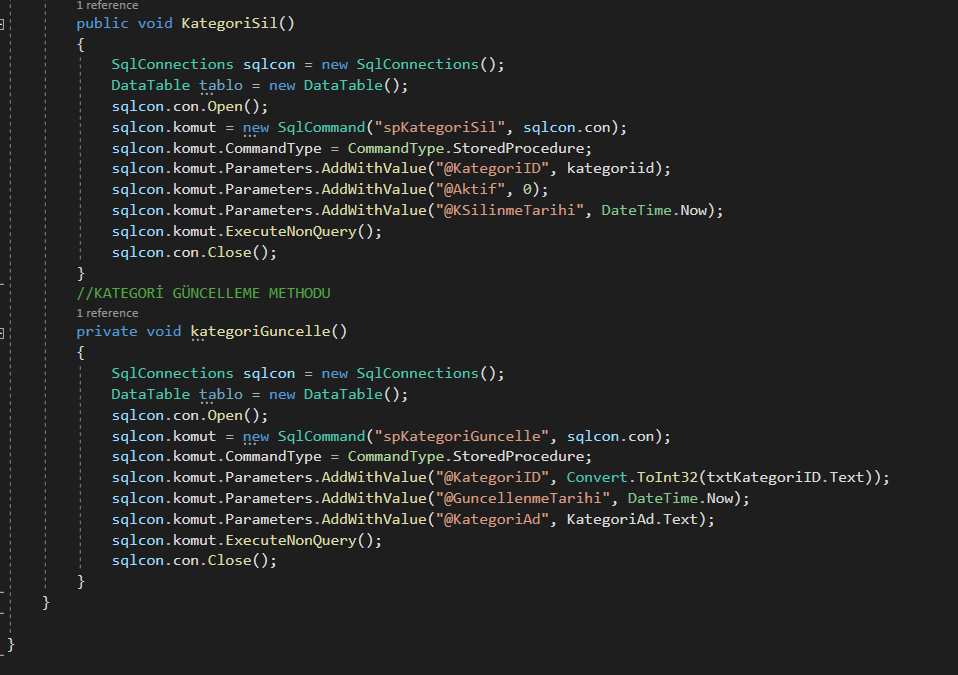 1 reference
public void KategoriSil()
{
SqlConnections sqlcon = new SqlConnections();
DataTable tablo = new DataTable();
sqlcon.con.Open();
sqlcon.komut = new SqlCommand("spKategoriSil", sqlcon.con);
sqlcon.komut.CommandType = CommandType.StoredProcedure;
sqlcon.komut.Parameters.AddWithValue("@KategoriID", kategoriid);
sqlcon.komut.Parameters.AddWithValue("@Aktif", 0);
sqlcon.komut.Parameters.AddWithValue("@KSilinmeTarihi", DateTime.Now);
sqlcon.komut.ExecuteNonQuery();
sqlcon.con.Close();
}
//KATEGORİ GÜNCELLEME METHODU
1 reference
private void kategoriGuncelle()
{
SqlConnections sqlcon = new SqlConnections();
DataTable tablo = new DataTable();
sqlcon.con.Open();
sqlcon.komut = new SqlCommand("spKategoriGuncelle", sqlcon.con);
sqlcon.komut.CommandType = CommandType.StoredProcedure;
sqlcon.komut.Parameters.AddWithValue("@KategoriID", Convert.ToInt32(txtKategoriID.Text));
sqlcon.komut.Parameters.AddWithValue("@GuncellenmeTarihi", DateTime.Now);
sqlcon.komut.Parameters.AddWithValue("@KategoriAd", KategoriAd.Text);
sqlcon.komut.ExecuteNonQuery();
sqlcon.con.Close();
}
}
}